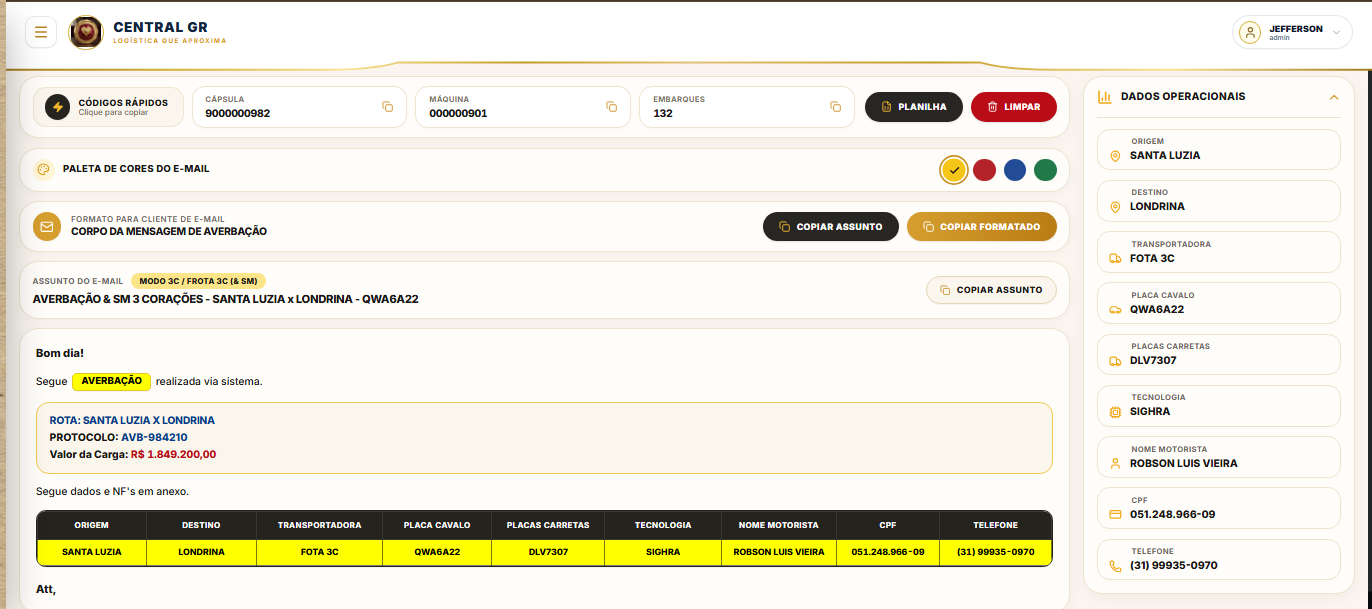 CENTRAL GR
LOGÍSTICA QUE APROXIMA
JEFFERSON
admin
CÓDIGOS RÁPIDOS
Clique para copiar
CÁPSULA
9000000982
MÁQUINA
000000901
EMBARQUES
132
PLANILHA
LIMPAR
PALETA DE CORES DO E-MAIL
FORMATO PARA CLIENTE DE E-MAIL
CORPO DA MENSAGEM DE AVERBAÇÃO
COPIAR ASSUNTO
COPIAR FORMATADO
ASSUNTO DO E-MAIL MODO 3C / FROTA 3C (& SM)
AVERBAÇÃO & SM 3 CORAÇÕES - SANTA LUZIA x LONDRINA - QWA6A22
COPIAR ASSUNTO
Bom dia!
Segue AVERBAÇÃO realizada via sistema.
ROTA: SANTA LUZIA X LONDRINA
PROTOCOLO: AVB-984210
Valor da Carga: R$ 1.849.200,00
Segue dados e NF's em anexo.
ORIGEM DESTINO TRANSPORTADORA PLACA CAVALO PLACAS CARRETAS TECNOLOGIA NOME MOTORISTA CPF TELEFONE
SANTA LUZIA LONDRINA FOTA 3C QWA6A22 DLV7307 SIGHRA ROBSON LUIS VIEIRA 051.248.966-09 (31) 99935-0970
Att,
DADOS OPERACIONAIS
ORIGEM
SANTA LUZIA
DESTINO
LONDRINA
TRANSPORTADORA
FOTA 3C
PLACA CAVALO
QWA6A22
PLACAS CARRETAS
DLV7307
TECNOLOGIA
SIGHRA
NOME MOTORISTA
ROBSON LUIS VIEIRA
CPF
051.248.966-09
TELEFONE
(31) 99935-0970